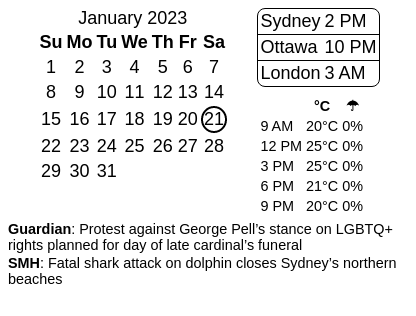 January 2023
Su Mo Tu We Th Fr Sa
1 2 3 4 5 6 7
8 9 10 11 12 13 14
15 16 17 18 19 20 21
22 23 24 25 26 27 28
29 30 31
Sydney 2 PM
Ottawa 10 PM
London 3 AM
°C ☂
9 AM 20°C 0%
12 PM 25°C 0%
3 PM 25°C 0%
6 PM 21°C 0%
9 PM 20°C 0%
Guardian: Protest against George Pell’s stance on LGBTQ+
rights planned for day of late cardinal’s funeral
SMH: Fatal shark attack on dolphin closes Sydney’s northern
beaches